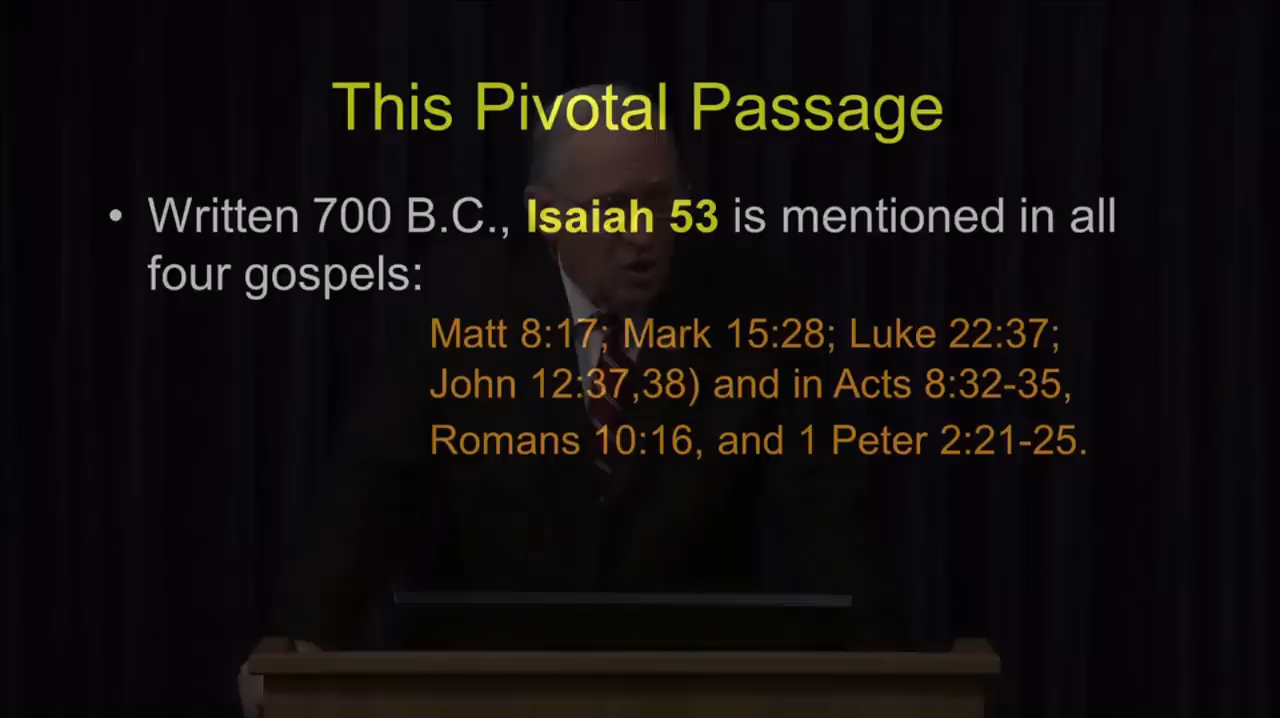 This Pivotal Passage
• Written 700 B.C., Isaiah 53 is mentioned in all
four gospels:
Matt 8:17; Mark 15:28; Luke 22:37;
John 12:37,38) and in Acts 8:32-35,
Romans 10:16, and 1 Peter 2:21-25.